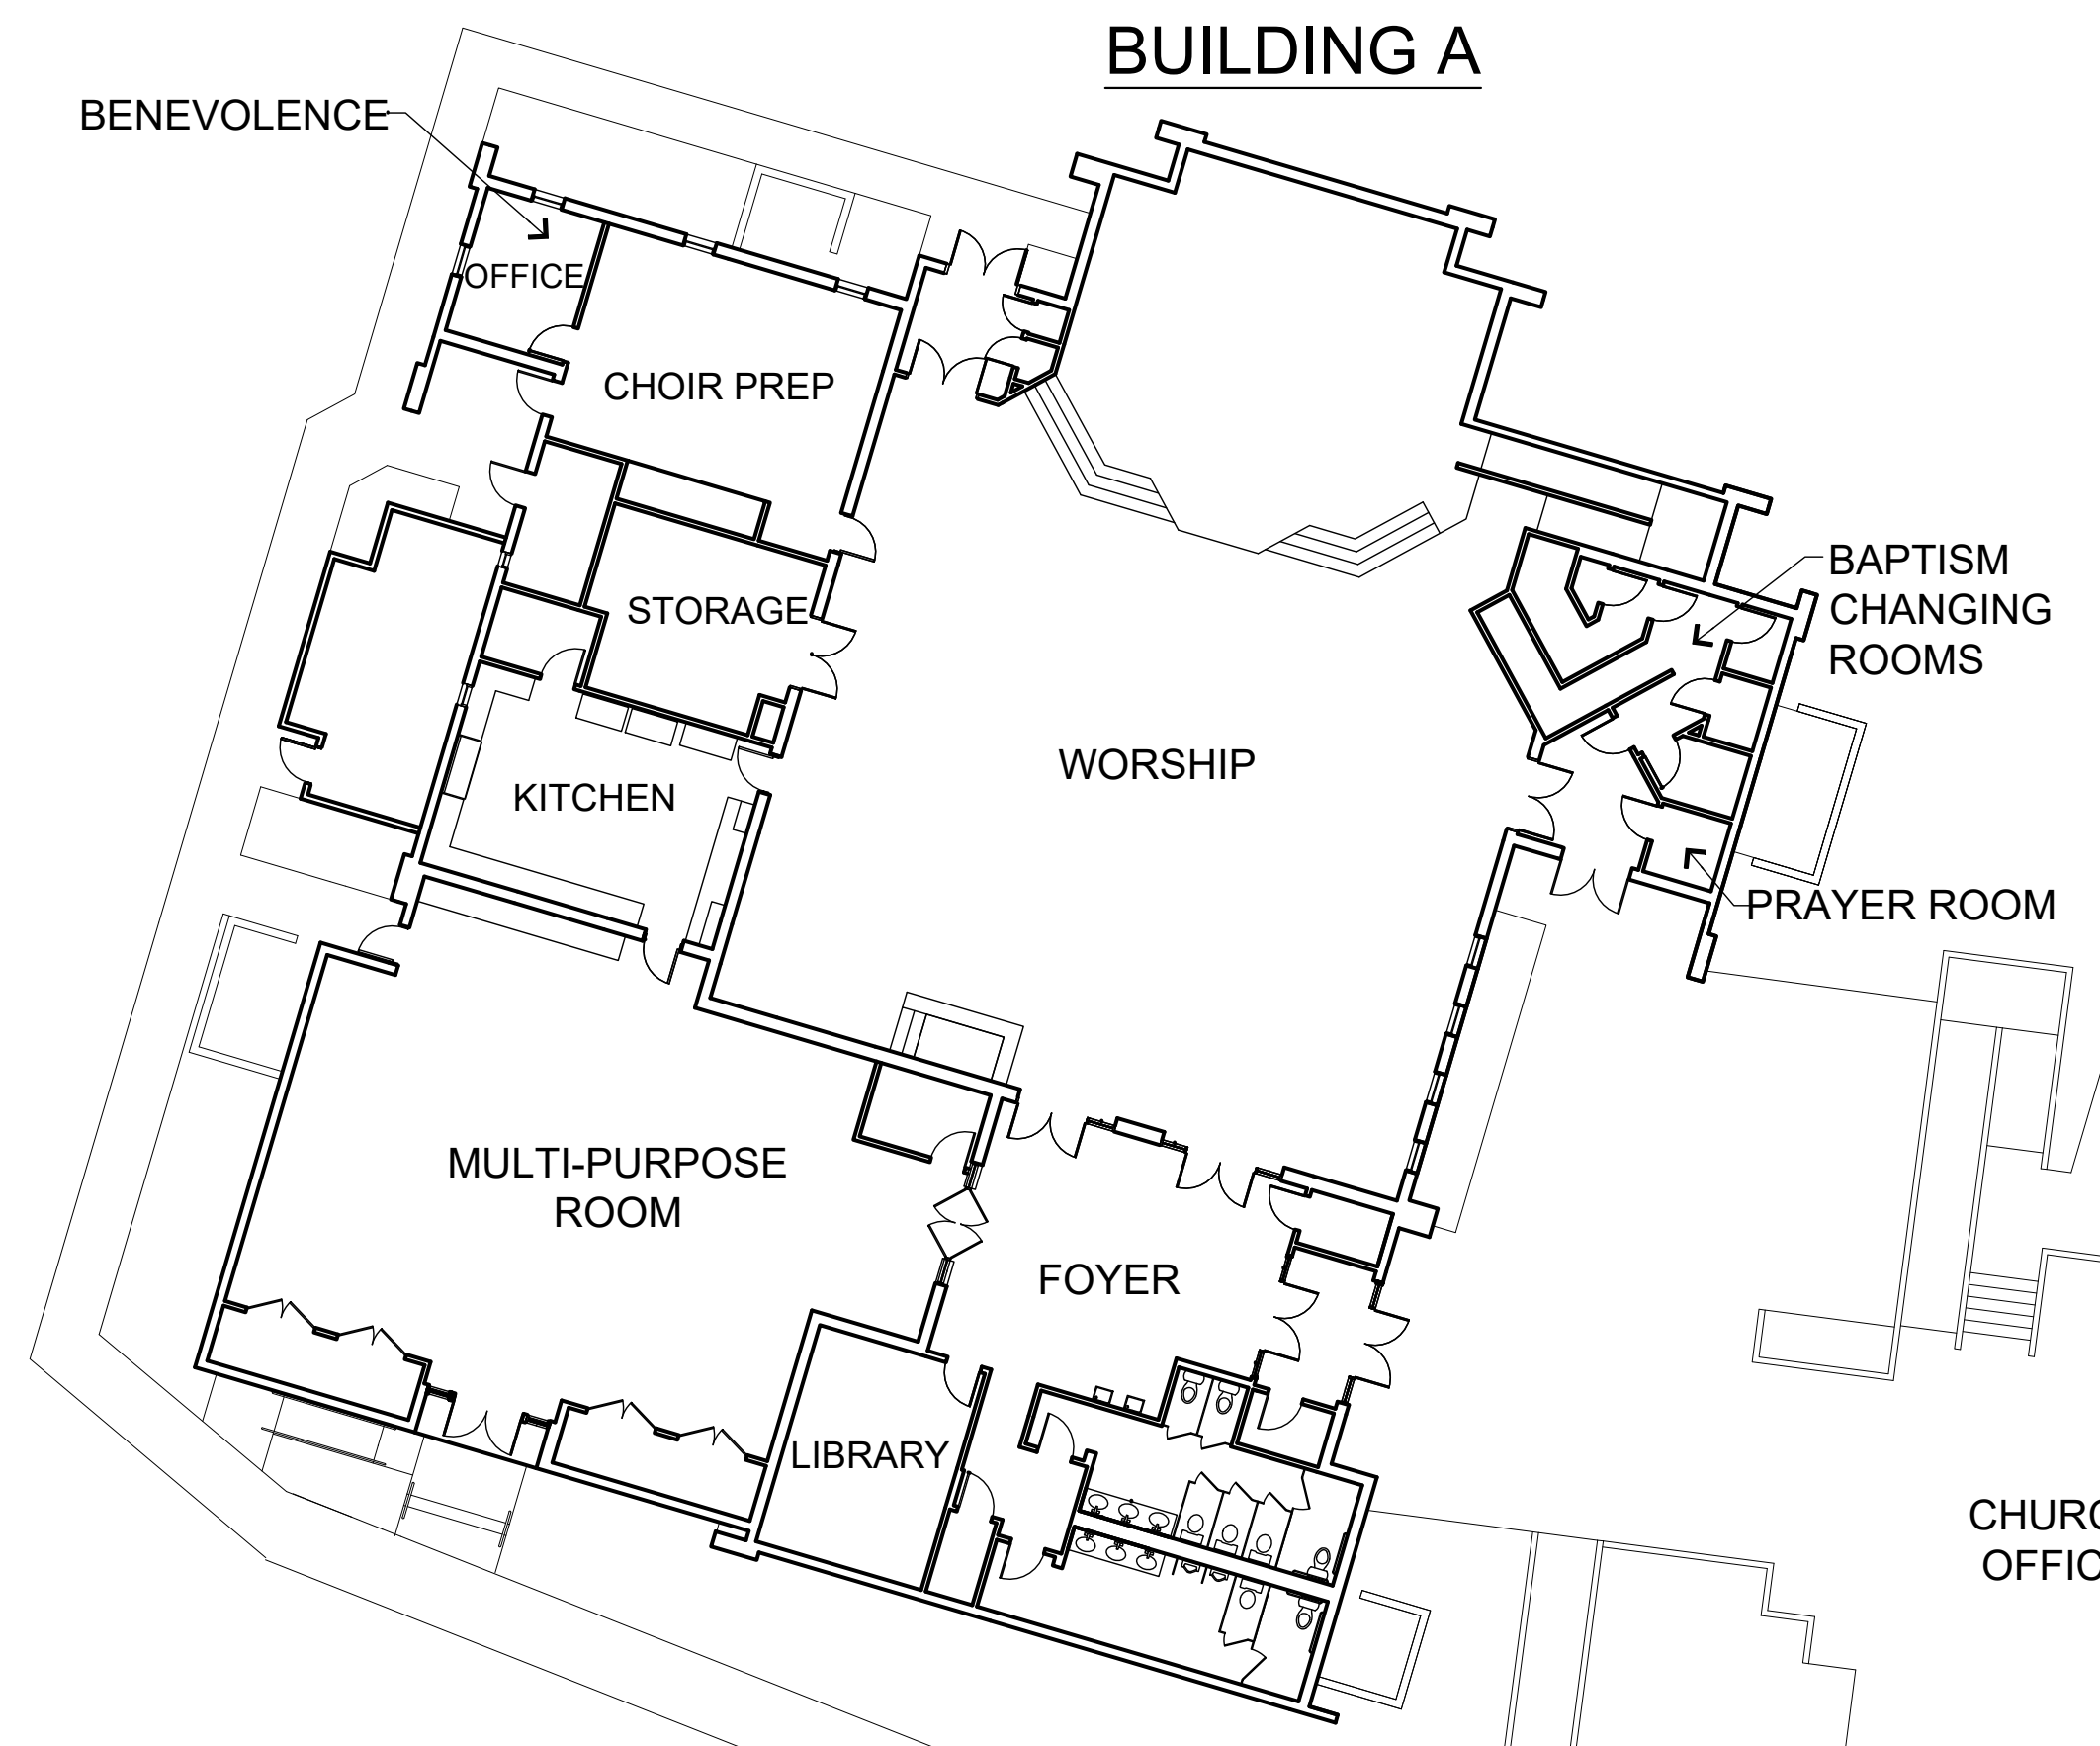 BUILDING A
BENEVOLENCE
OFFICE
CHOIR PREP
STORAGE
BAPTISM
CHANGING
ROOMS
WORSHIP
KITCHEN
PRAYER ROOM
MULTI-PURPOSE
ROOM
FOYER
LIBRARY